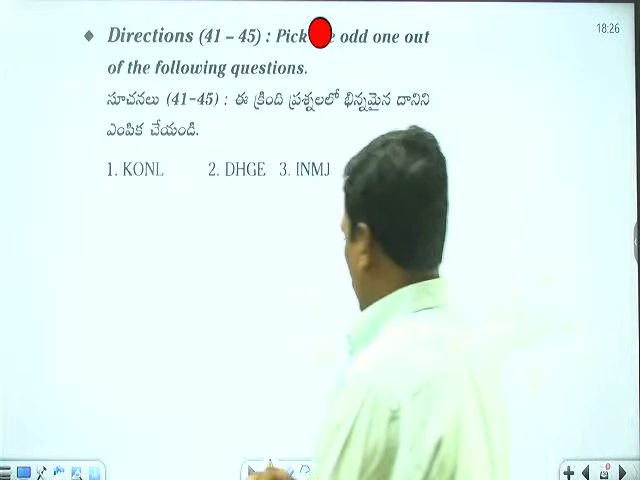 18:26
Directions (41 – 45) : Pick odd one out
of the following questions.
సూచనలు (41-45) : ఈ క్రింది ప్రశ్నలలో భిన్నమైన దానిని
ఎంపిక చేయండి.
1. KONL 2. DHGE 3. INMJ